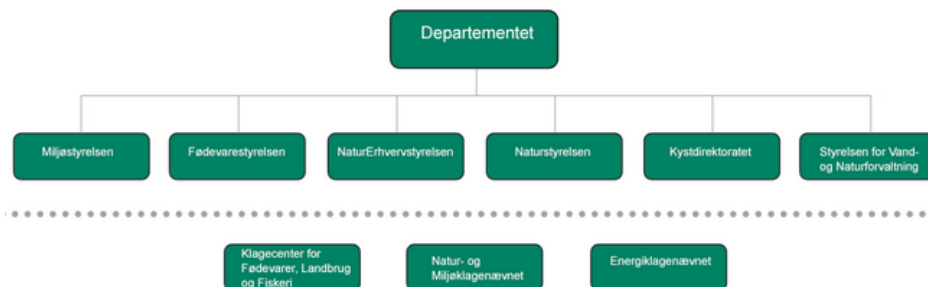 Departementet
Miljøstyrelsen
Fødevarestyrelsen
NaturErhvervstyrelsen
Naturstyrelsen
Kystdirektoratet
Styrelsen for Vand-
og Naturforvaltning
Klagecenter for
Fødevarer, Landbrug
og Fiskeri
Natur- og
Miljøklagenævnet
Energiklagenævnet